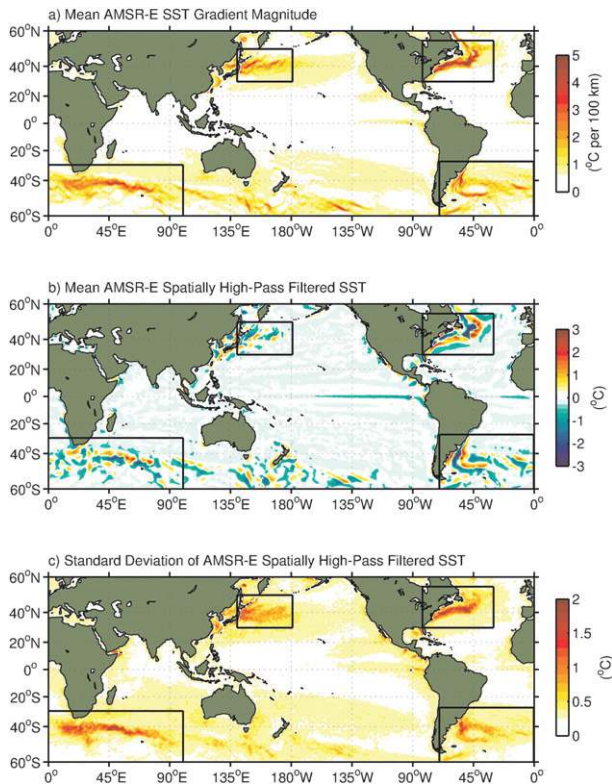 a) Mean AMSR-E SST Gradient Magnitude
60°N
40°N
20°N
0°
20°S
40°S
60°S
0° 45°E 90°E 135°E 180°W 135°W 90°W 45°W 0°
5
4
3
2
1
0
(°C per 100 km)
b) Mean AMSR-E Spatially High-Pass Filtered SST
60°N
40°N
20°N
0°
20°S
40°S
60°S
0° 45°E 90°E 135°E 180°W 135°W 90°W 45°W 0°
3
2
1
0
-1
-2
-3
(°C)
c) Standard Deviation of AMSR-E Spatially High-Pass Filtered SST
60°N
40°N
20°N
0°
20°S
40°S
60°S
0° 45°E 90°E 135°E 180°W 135°W 90°W 45°W 0°
2
1.5
1
0.5
0
(°C)